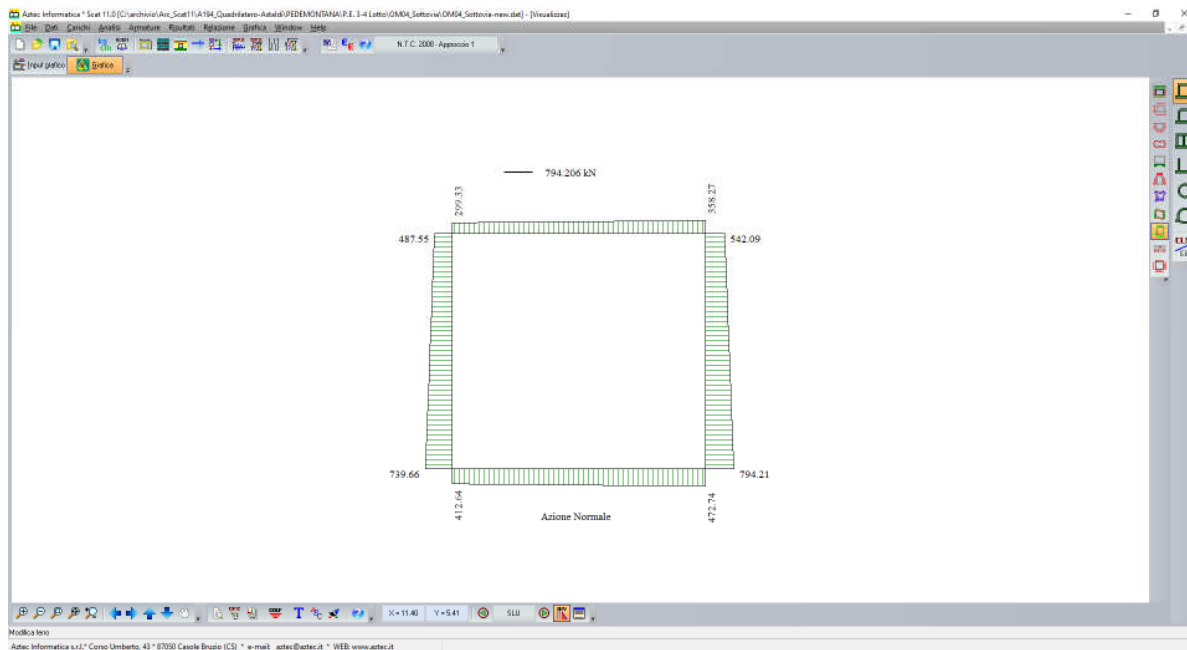 Aztec Informatica * Scat 11.0 [C:\archivio\Arc_Scat11\A194_Quadrilatero-Astaldi\PEDEMONTANA\P.E. 3-4 Lotto\OM04_Sottovia\OM04_Sottovia-new.dat] - [Visualizzas]
File Dati Carichi Analisi Armature Risultati Relazione Grafica Window Help
N.T.C. 2008 - Approccio 1
Input grafico Grafico
794.206 kN
299.33
358.27
487.55
542.09
739.66
794.21
412.64
472.74
Azione Normale
X = 11.40 Y = 5.41 SLU
Modifica terro
Aztec Informatica s.r.l.* Corso Umberto, 43 * 87050 Casole Bruzio (CS) * e-mail: aztec@aztec.it * WEB: www.aztec.it